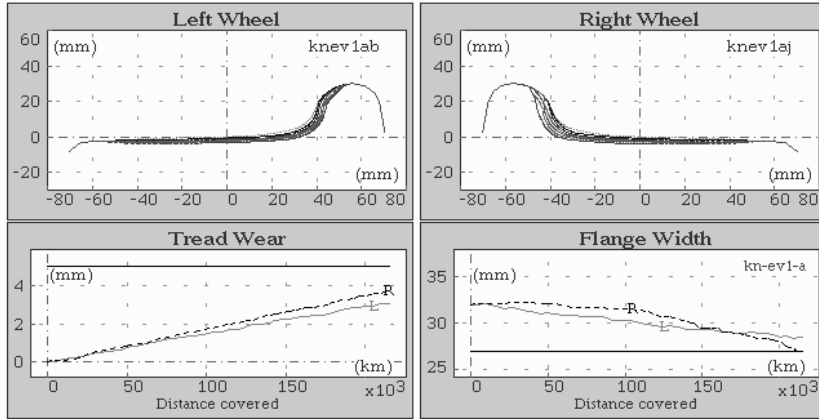 Left Wheel
(mm)
knev1ab
60
40
20
0
-20
(mm)
-80 -60 -40 -20 0 20 40 60 80
Right Wheel
(mm)
knev1aj
60
40
20
0
-20
(mm)
-80 -60 -40 -20 0 20 40 60 80
Tread Wear
(mm)
4
2
0
R
L
(km)
0 50 100 150 x10³
Distance covered
Flange Width
(mm)
kn-ev1-a
35
30
25
R
L
(km)
0 50 100 150 x10³
Distance covered